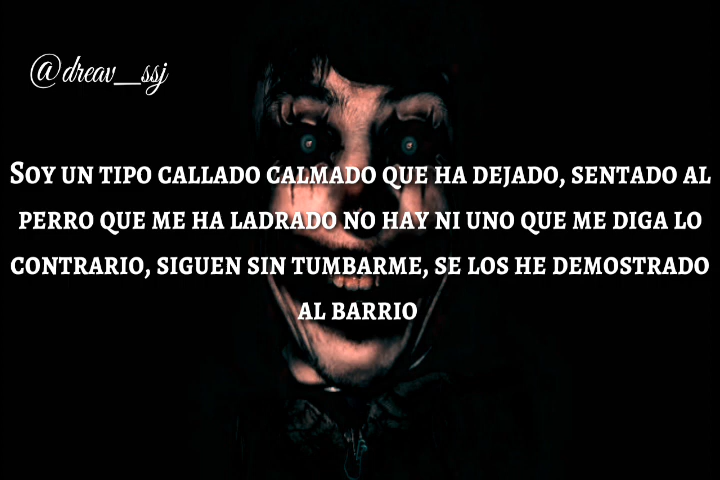 @dreav_ssj
Soy un tipo callado calmado que ha dejado, sentado al
perro que me ha ladrado no hay ni uno que me diga lo
contrario, siguen sin tumbarme, se los he demostrado
al barrio